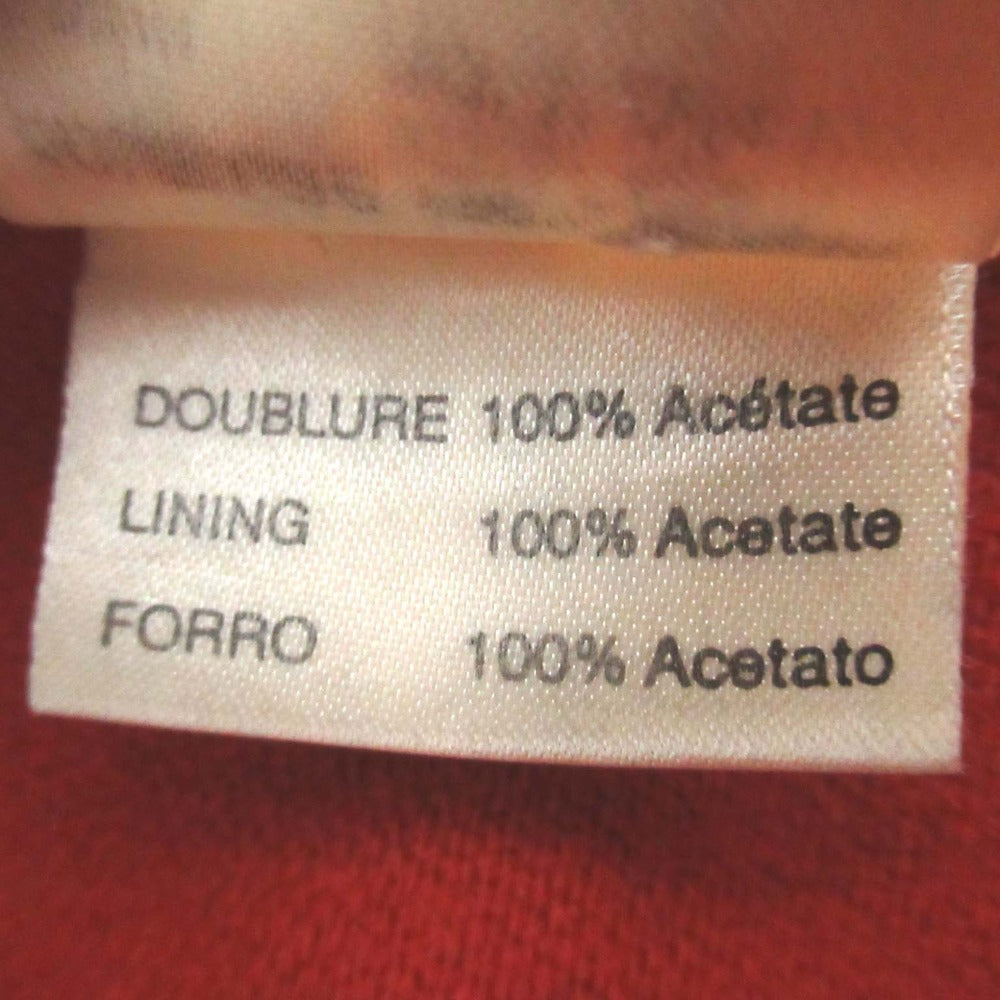 DOUBLURE 100% Acétate
LINING 100% Acetate
FORRO 100% Acetato